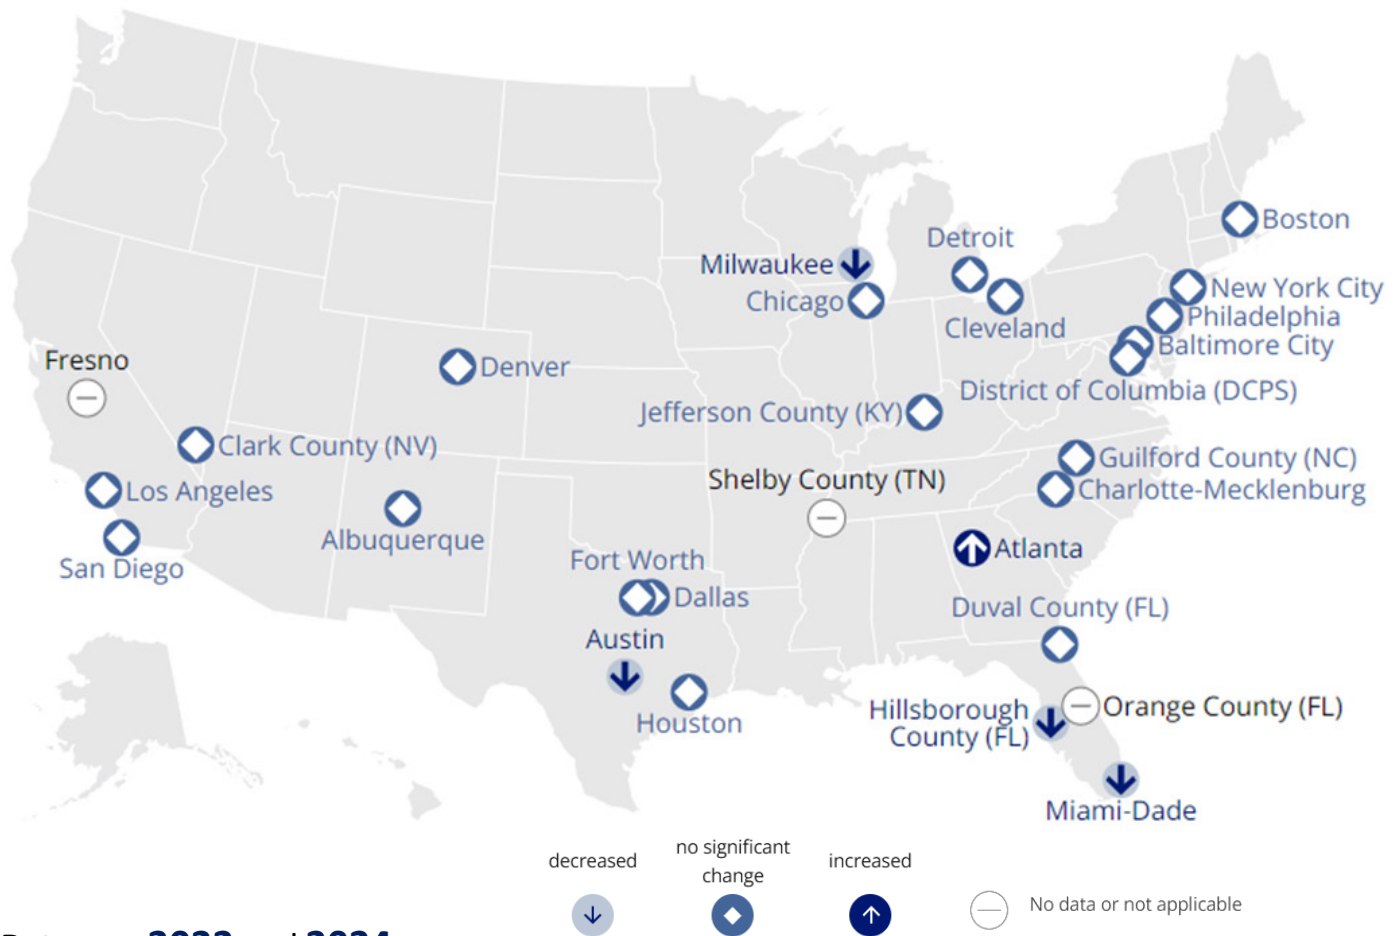 Boston
Detroit
Milwaukee
Chicago
New York City
Philadelphia
Cleveland
Baltimore City
Fresno
Denver
District of Columbia (DCPS)
Jefferson County (KY)
Clark County (NV)
Guilford County (NC)
Shelby County (TN)
Los Angeles
Charlotte-Mecklenburg
Albuquerque
Atlanta
San Diego
Fort Worth
Dallas
Duval County (FL)
Austin
Hillsborough
County (FL)
Orange County (FL)
Houston
Miami-Dade
decreased
no significant
change
increased
No data or not applicable